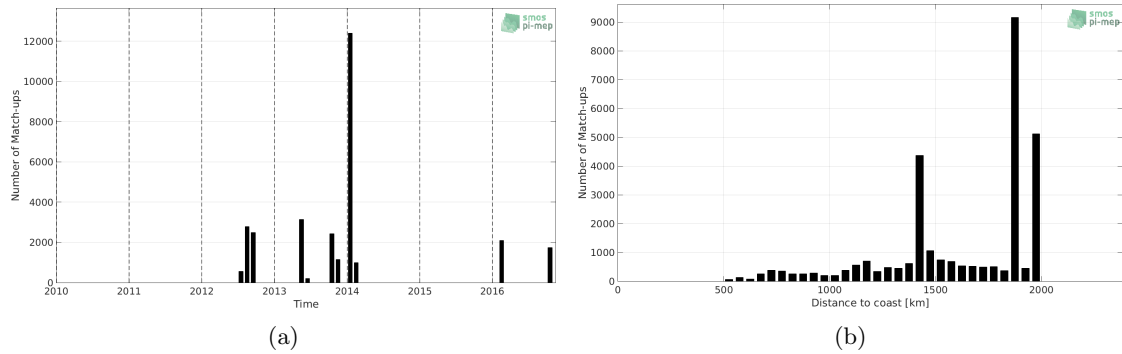 smos
pi-mep
12000
10000
8000
6000
4000
2000
0
Number of Match-ups
2010 2011 2012 2013 2014 2015 2016
Time
(a)
smos
pi-mep
9000
8000
7000
6000
5000
4000
3000
2000
1000
0
Number of Match-ups
0 500 1000 1500 2000
Distance to coast [km]
(b)